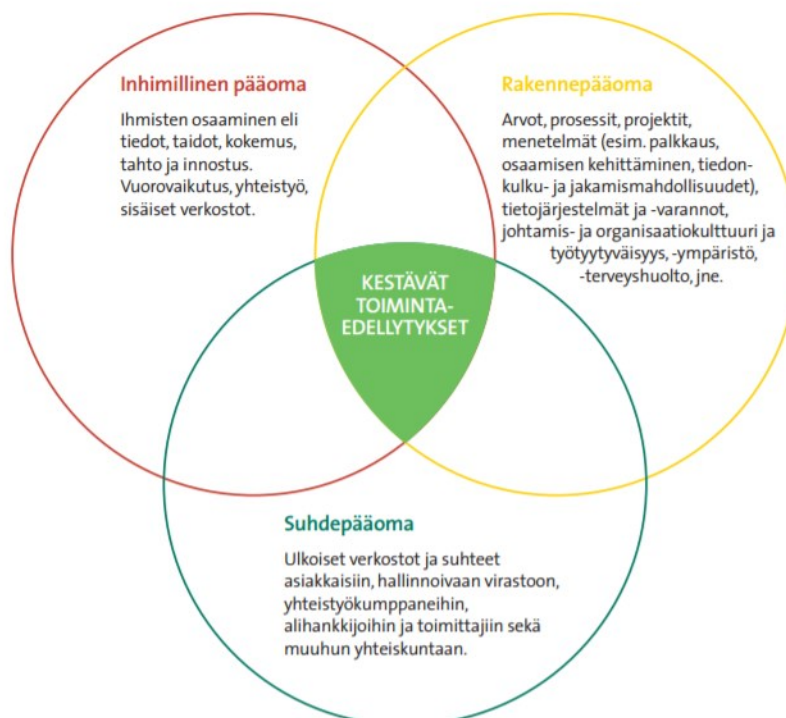 Inhimillinen pääoma
Ihmisten osaaminen eli
tiedot, taidot, kokemus,
tahto ja innostus.
Vuorovaikutus, yhteistyö,
sisäiset verkostot.
Rakennepääoma
Arvot, prosessit, projektit,
menetelmät (esim. palkkaus,
osaamisen kehittäminen, tiedon-
kulku- ja jakamismahdollisuudet),
tietojärjestelmät ja -varannot,
johtamis- ja organisaatiokulttuuri ja
työtyytyväisyys, -ympäristö,
-terveyshuolto, jne.
KESTÄVÄT
TOIMINTA-
EDELLYTYKSET
Suhdepääoma
Ulkoiset verkostot ja suhteet
asiakkaisiin, hallinnoivaan virastoon,
yhteistyökumppaneihin,
alihankkijoihin ja toimittajiin sekä
muuhun yhteiskuntaan.